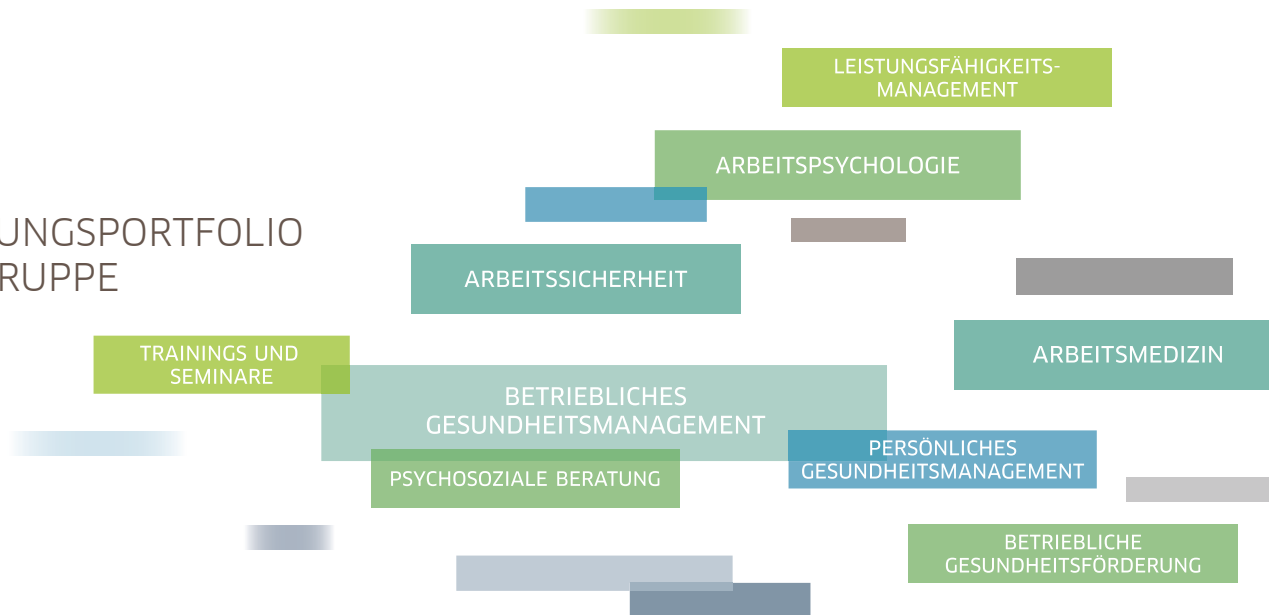 LEISTUNGSFÄHIGKEITS-
MANAGEMENT
ARBEITSPSYCHOLOGIE
UNGSPORTFOLIO
RUPPE
ARBEITSSICHERHEIT
TRAININGS UND
SEMINARE
ARBEITSMEDIZIN
BETRIEBLICHES
GESUNDHEITSMANAGEMENT
PERSÖNLICHES
GESUNDHEITSMANAGEMENT
PSYCHOSOZIALE BERATUNG
BETRIEBLICHE
GESUNDHEITSFÖRDERUNG